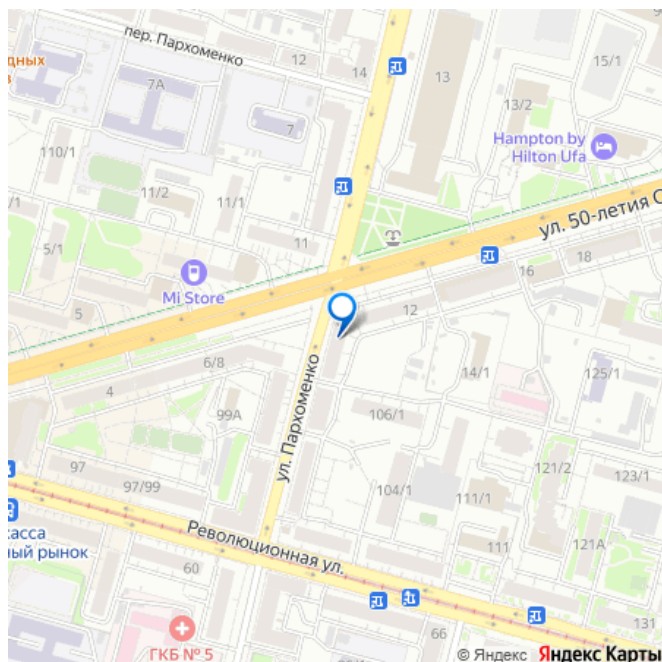 пер. Пархоменко
12
14
дных
в
7А
7
13
15/1
13/2
Hampton by
Hilton Ufa
110/1
11/2
11/1
11
ул. 50-летия О
5/1
Mi Store
5
16
18
12
6/8
4
99А
ул. Пархоменко
14/1
125/1
106/1
97
97/99
104/1
111/1
121/2
123/1
касса
ный рынок
Революционная ул.
111
121А
60
ГКБ № 5
66
131
© Яндекс Яндекс Карты